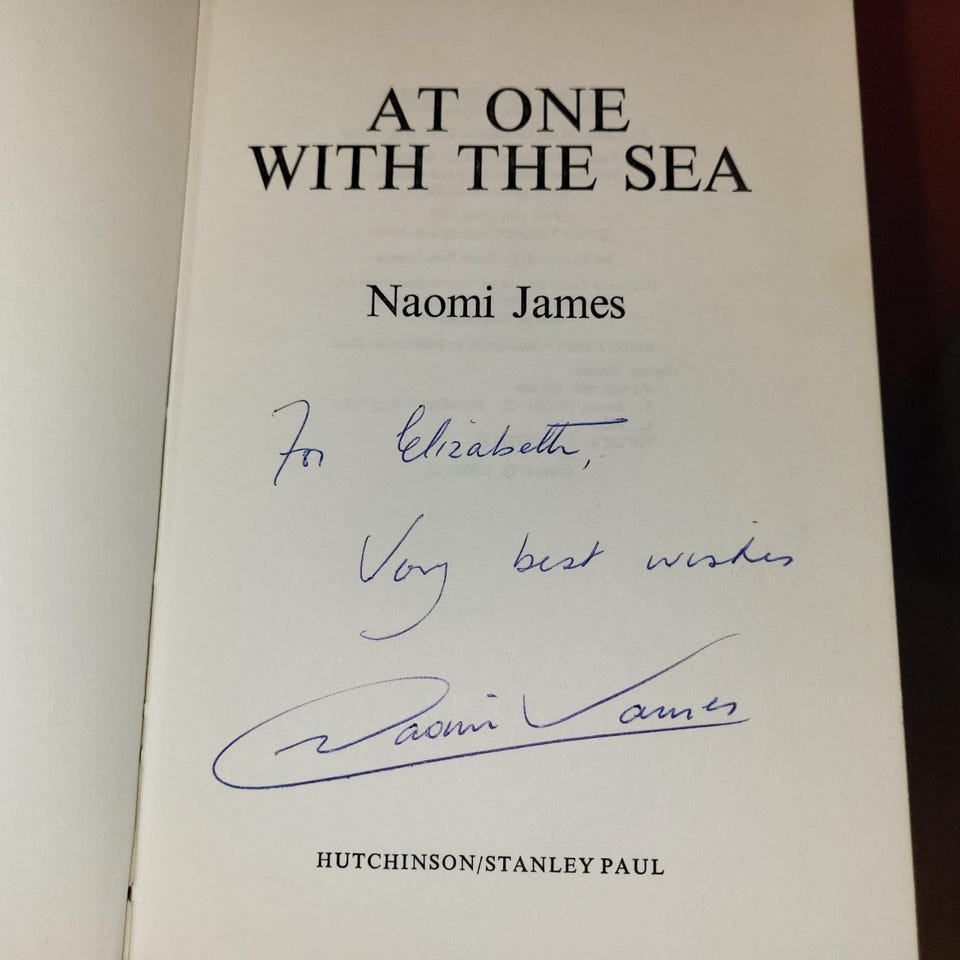 AT ONE
WITH THE SEA
Naomi James
For Elizabeth,
Very best wishes
Naomi James
HUTCHINSON/STANLEY PAUL